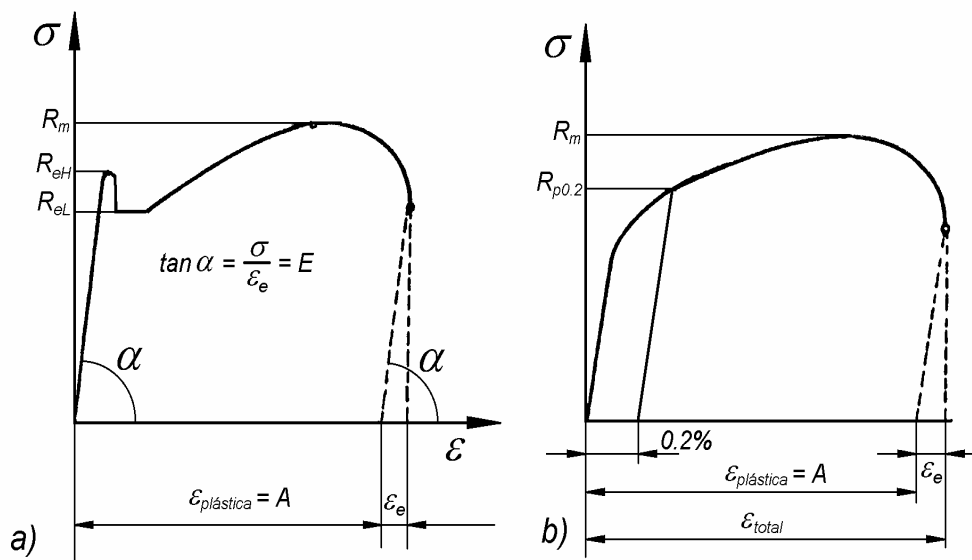 σ
R_m
R_eH
R_eL
tan α = σ/ε_e = E
α
α
ε
ε_plástica = A
ε_e
a)
σ
R_m
R_p0.2
0.2%
ε_e
ε_plástica = A
ε_total
b)